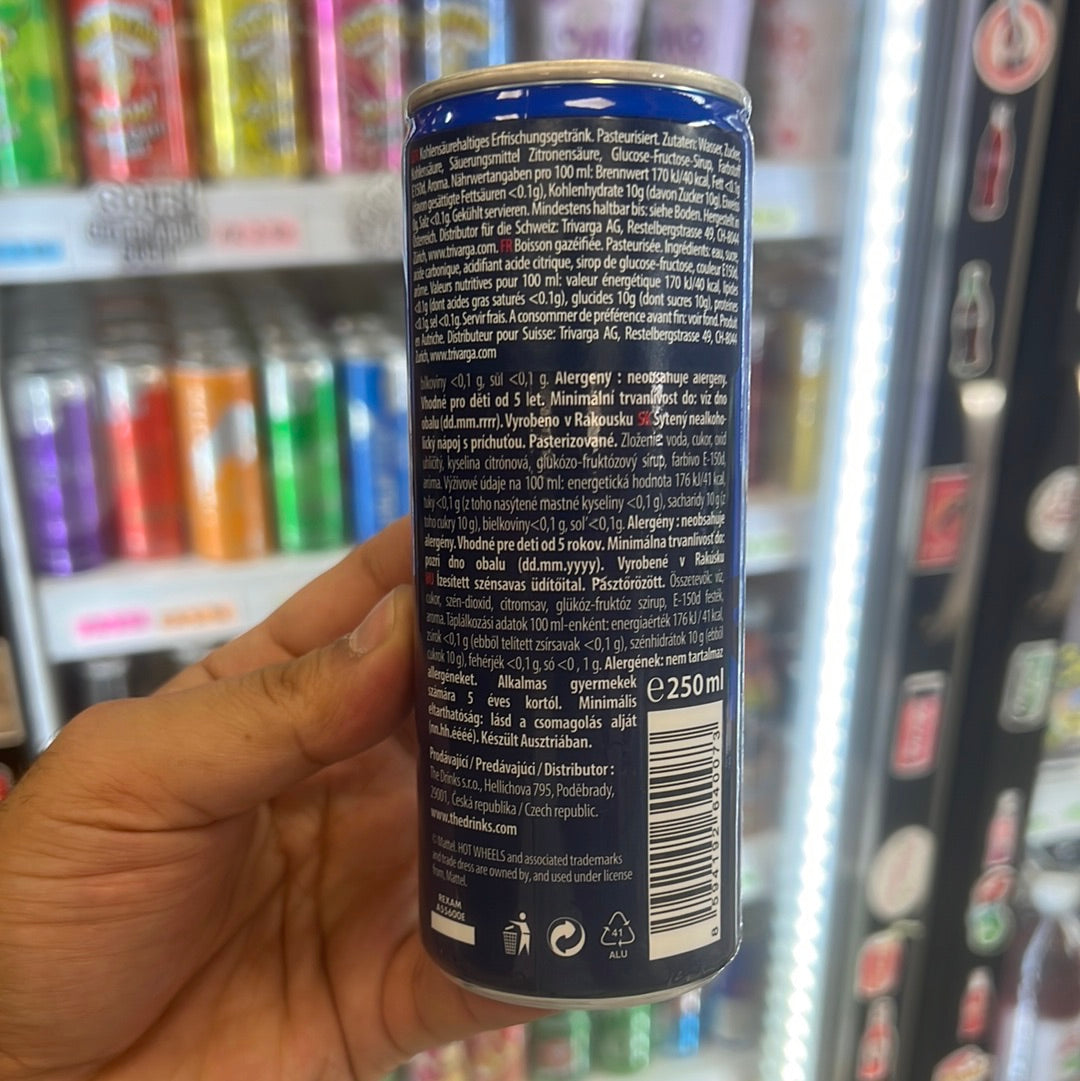 Kohlensäurehaltiges Erfrischungsgetränk. Pasteurisiert. Zutaten: Wasser, Zucker,
Kohlensäure, Säuerungsmittel Zitronensäure, Glucose-Fructose-Sirup, Farbstoff
E150d, Aroma. Nährwertangaben pro 100 ml: Brennwert 170 kJ/40 kcal, Fett <0.1g
(davon gesättigte Fettsäuren <0.1g), Kohlenhydrate 10g (davon Zucker 10g), Eiweiss
0g, Salz <0.1g. Gekühlt servieren. Mindestens haltbar bis: siehe Boden. Hergestellt in
Österreich. Distributor für die Schweiz: Trivarga AG, Restelbergstrasse 49, CH-8044
Zürich, www.trivarga.com. FR Boisson gazéifiée. Pasteurisée. Ingrédients: eau, sucre,
acide carbonique, acidifiant acide citrique, sirop de glucose-fructose, couleur E150d,
arôme. Valeurs nutritives pour 100 ml: valeur énergétique 170 kJ/40 kcal, lipides
<0.1g (dont acides gras saturés <0.1g), glucides 10g (dont sucres 10g), protéines
<0.1g, sel <0.1g. Servir frais. A consommer de préférence avant fin: voir fond. Produit
en Autriche. Distributeur pour Suisse: Trivarga AG, Restelbergstrasse 49, CH-8044
Zürich, www.trivarga.com
bílkoviny <0,1 g, sůl <0,1 g. Alergeny : neobsahuje alergeny.
Vhodné pro děti od 5 let. Minimální trvanlivost do: viz dno
obalu (dd.mm.rrrr). Vyrobeno v Rakousku SK Sýtený nealkoho-
lický nápoj s príchuťou. Pasterizované. Zloženie: voda, cukor, oxid
uhličitý, kyselina citrónová, glukózo-fruktózový sirup, farbivo E-150d,
aróma. Výživové údaje na 100 ml: energetická hodnota 176 kJ/41 kcal,
tuky <0,1 g (z toho nasýtené mastné kyseliny <0,1 g), sacharidy 10 g (z
toho cukry 10 g), bielkoviny<0,1 g, soľ <0,1g. Alergény : neobsahuje
alergény. Vhodné pre deti od 5 rokov. Minimálna trvanlivosť do:
pozri dno obalu (dd.mm.yyyy). Vyrobené v Rakúsku
HU Ízesített szénsavas üdítőital. Pásztőrözött. Összetevők: víz,
cukor, szén-dioxid, citromsav, glükóz-fruktóz szirup, E-150d festék,
aroma. Táplálkozási adatok 100 ml-enként: energiaérték 176 kJ / 41 kcal,
zsírok <0,1 g (ebből telített zsírsavak <0,1 g), szénhidrátok 10 g (ebből
cukrok 10 g), fehérjék <0,1 g, só <0, 1 g. Allergének: nem tartalmaz
allergéneket. Alkalmas gyermekek
számára 5 éves kortól. Minimális
eltarthatóság: lásd a csomagolás alját
(nn.hh.éééé). Készült Ausztriában.
e 250 ml
Prodávající / Predávajúci / Distributor :
The Drinks s.r.o., Hellichova 795, Poděbrady,
29001, Česká republika / Czech republic.
www.thedrinks.com
© Mattel. HOT WHEELS and associated trademarks
and trade dress are owned by, and used under license
from, Mattel.
REXAM
A55600E
41
ALU
8 594192 640073